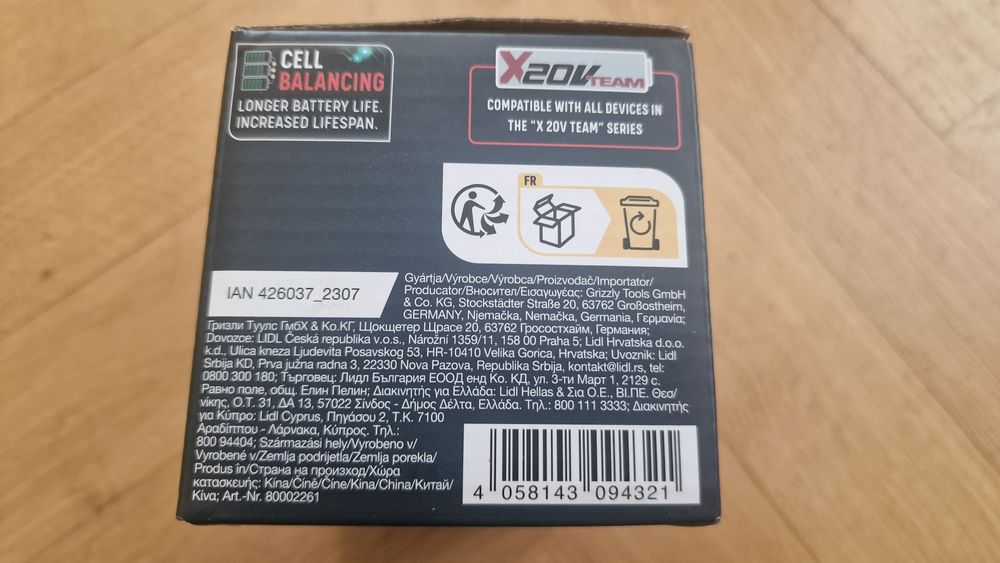 CELL
BALANCING
LONGER BATTERY LIFE.
INCREASED LIFESPAN.
X20VTEAM
COMPATIBLE WITH ALL DEVICES IN
THE "X 20V TEAM" SERIES
FR
IAN 426037_2307
Gyártja/Výrobce/Výrobca/Proizvođač/Importator/
Producator/Вносител/Εισαγωγέας: Grizzly Tools GmbH
& Co. KG, Stockstädter Straße 20, 63762 Großostheim,
GERMANY, Njemačka, Nemačka, Germania, Германия;
Гризли Туулс ГмбХ & Ко.КГ, Щокщетер Щрасе 20, 63762 Гросостхайм, Германия;
Dovozce: LIDL Česká republika v.o.s., Nárožní 1359/11, 158 00 Praha 5; Lidl Hrvatska d.o.o.
k.d., Ulica kneza Ljudevita Posavskog 53, HR-10410 Velika Gorica, Hrvatska; Uvoznik: Lidl
Srbija KD, Prva južna radna 3, 22330 Nova Pazova, Republika Srbija, kontakt@lidl.rs, tel:
0800 300 180; Търговец: Лидл България ЕООД енд Ко. КД, ул. 3-ти Март 1, 2129 с.
Равно поле, общ. Елин Пелин; Διακινητής για Ελλάδα: Lidl Hellas & Σια Ο.Ε., ΒΙ.ΠΕ. Θεσ/
νίκης, Ο.Τ. 31, ΔΑ 13, 57022 Σίνδος - Δήμος Δέλτα, Ελλάδα. Τηλ.: 800 111 3333; Διακινητής
για Κύπρο: Lidl Cyprus, Πηγάσου 2, Τ.Κ. 7100
Αραδίππου - Λάρνακα, Κύπρος. Τηλ.:
800 94404; Származási hely/Vyrobeno v/
Vyrobené v/Zemlja podrijetla/Zemlja porekla/
Produs în/Страна на произход/Χώρα
κατασκευής: Kína/Čína/Číne/Kina/China/Китай/
Κίνα; Art.-Nr. 80002261
4 058143 094321